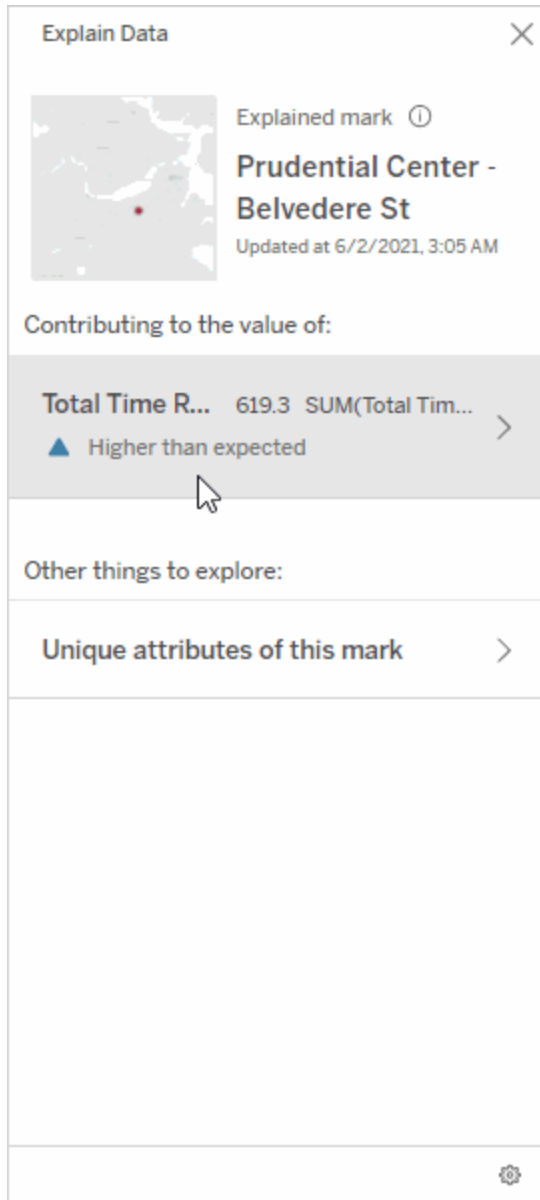 Explain Data
Explained mark
Prudential Center -
Belvedere St
Updated at 6/2/2021, 3:05 AM
Contributing to the value of:
Total Time R... 619.3 SUM(Total Tim...
Higher than expected
Other things to explore:
Unique attributes of this mark